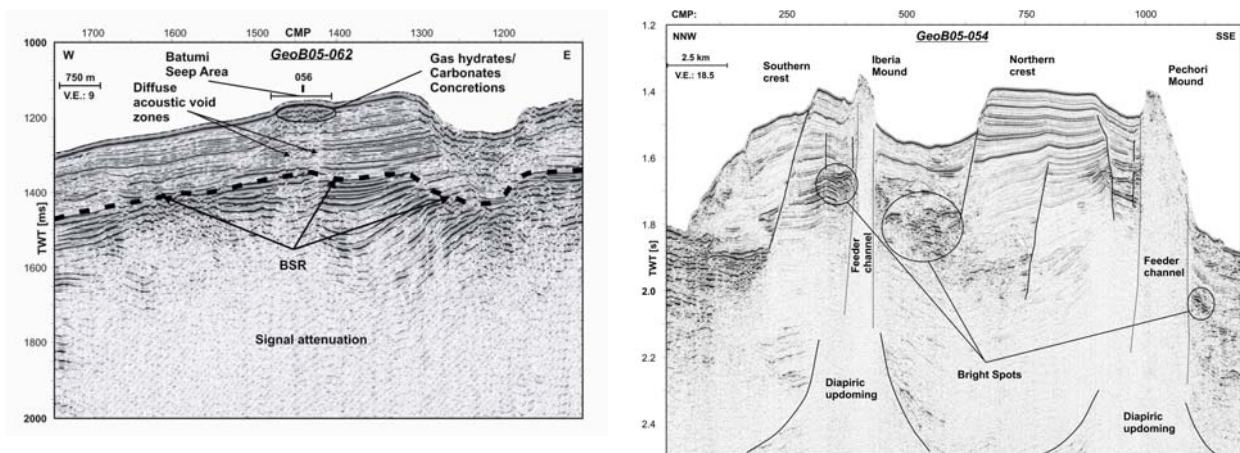 1700 1600 1500 CMP 1400 1300 1200
1000
W
GeoB05-062
E
750 m
V.E.: 9
Batumi
Seep Area
056
Gas hydrates/
Carbonates
Concretions
Diffuse
acoustic void
zones
1200
1400
TWT [ms]
BSR
1600
Signal attenuation
1800
2000
CMP: 250 500 750 1000
1.2
NNW
GeoB05-054
SSE
2.5 km
V.E.: 18.5
Southern
crest
Iberia
Mound
Northern
crest
Pechori
Mound
1.4
1.6
1.8
TWT [s]
Feeder
channel
Feeder
channel
2.0
2.2
Bright Spots
Diapiric
updoming
Diapiric
updoming
2.4